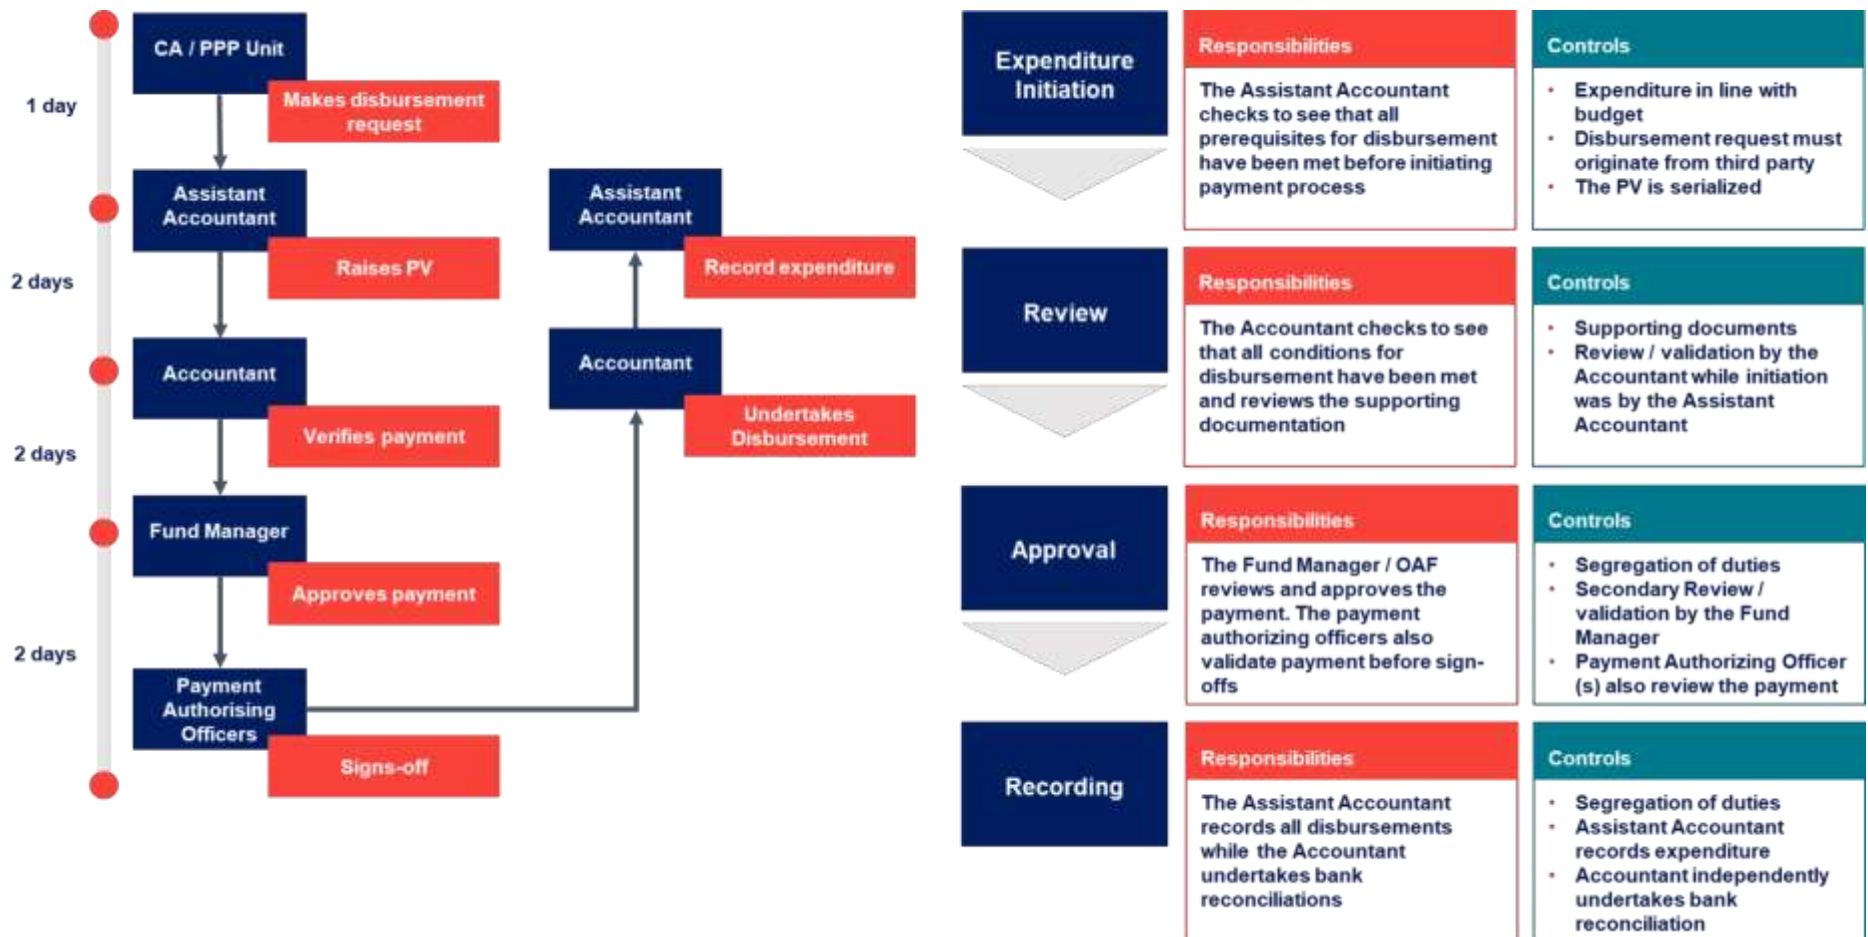 CA / PPP Unit
Makes disbursement
request
1 day
Assistant
Accountant
Raises PV
2 days
Accountant
Verifies payment
2 days
Fund Manager
Approves payment
2 days
Payment
Authorising
Officers
Signs-off
Assistant
Accountant
Record expenditure
Accountant
Undertakes
Disbursement
Expenditure
Initiation
Responsibilities
The Assistant Accountant
checks to see that all
prerequisites for disbursement
have been met before initiating
payment process
Controls
• Expenditure in line with
budget
• Disbursement request must
originate from third party
• The PV is serialized
Review
Responsibilities
The Accountant checks to see
that all conditions for
disbursement have been met
and reviews the supporting
documentation
Controls
• Supporting documents
• Review / validation by the
Accountant while initiation
was by the Assistant
Accountant
Approval
Responsibilities
The Fund Manager / OAF
reviews and approves the
payment. The payment
authorizing officers also
validate payment before sign-
offs
Controls
• Segregation of duties
• Secondary Review /
validation by the Fund
Manager
• Payment Authorizing Officer
(s) also review the payment
Recording
Responsibilities
The Assistant Accountant
records all disbursements
while the Accountant
undertakes bank
reconciliations
Controls
• Segregation of duties
• Assistant Accountant
records expenditure
• Accountant independently
undertakes bank
reconciliation